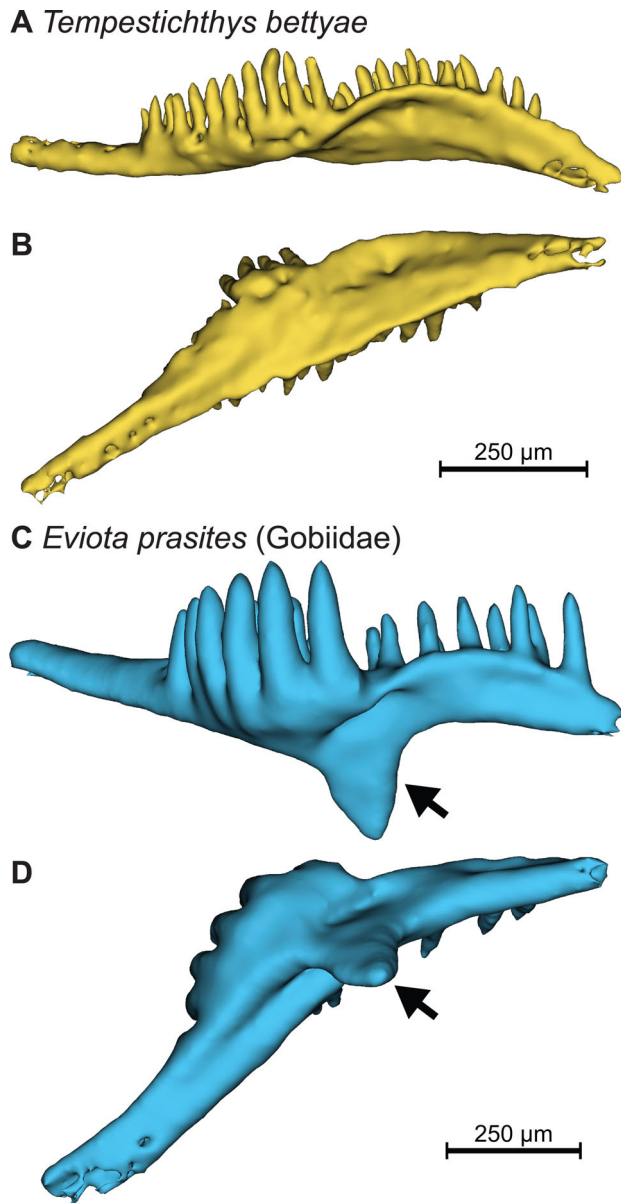 A Tempestichthys bettyae
B
250 µm
C Eviota prasites (Gobiidae)
D
250 µm